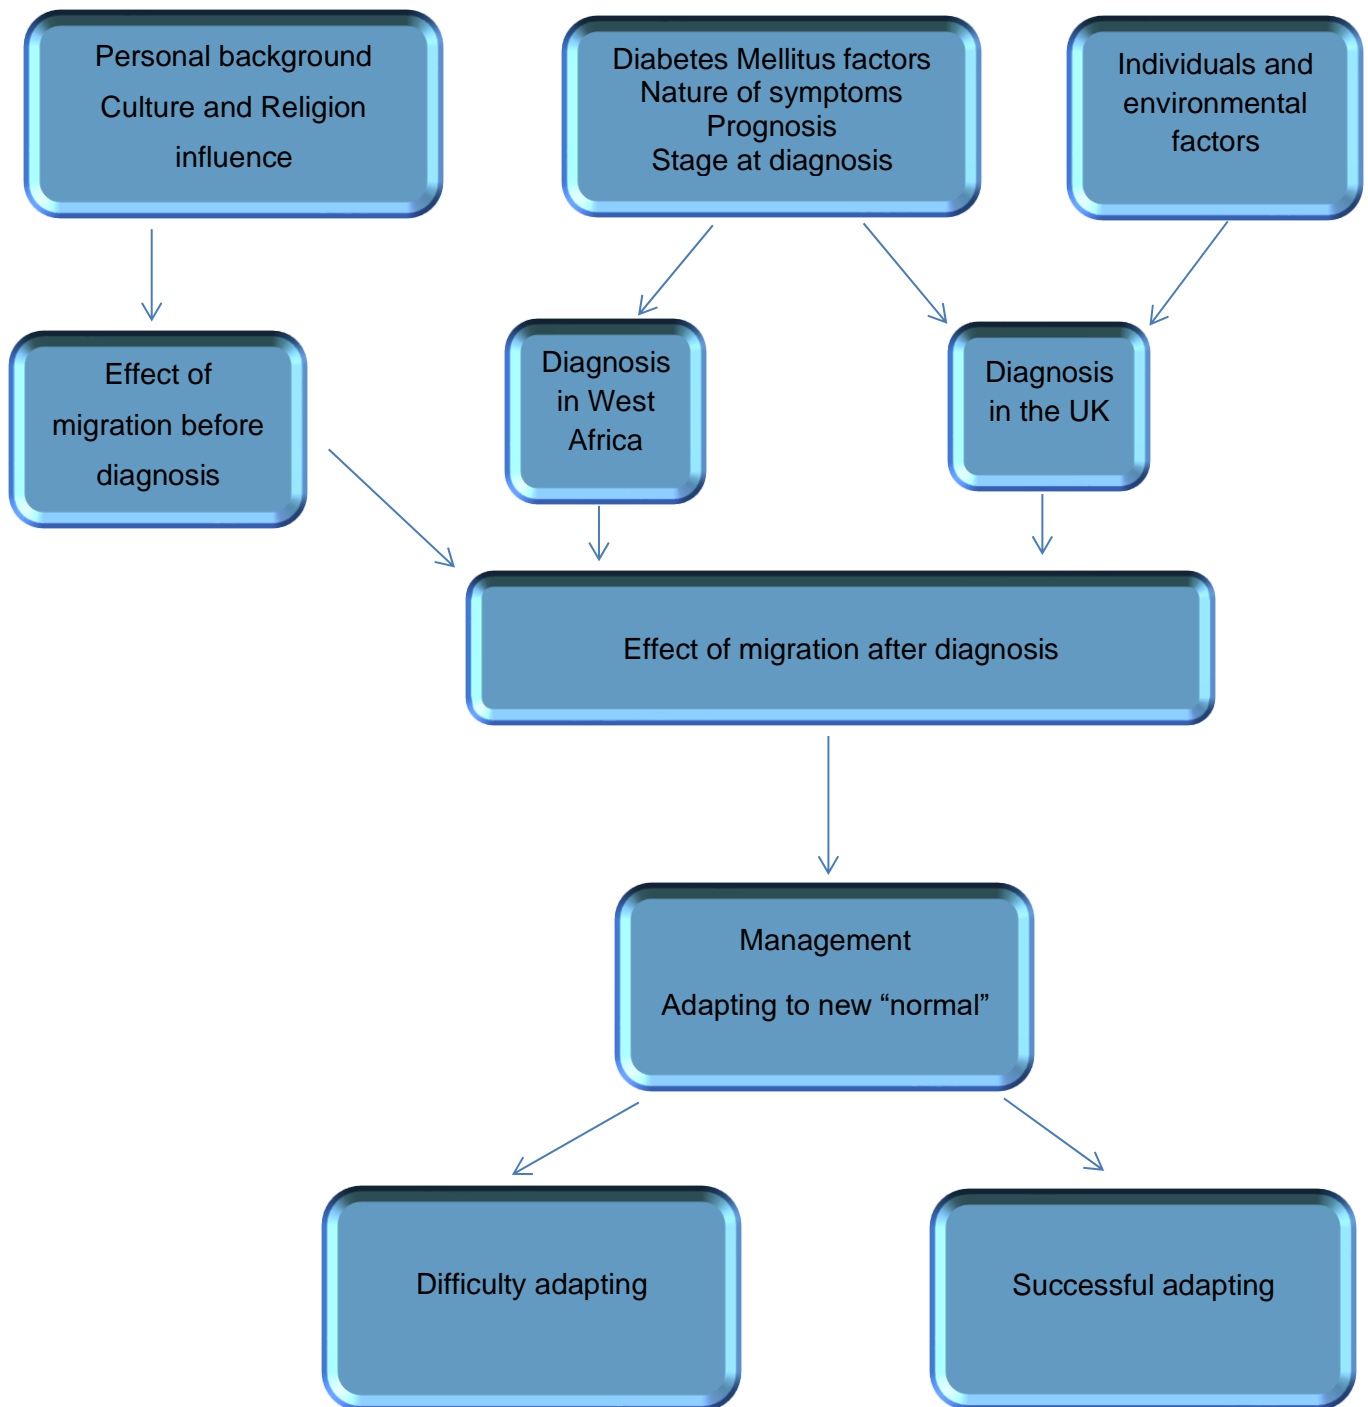 Personal background
Culture and Religion
influence
Diabetes Mellitus factors
Nature of symptoms
Prognosis
Stage at diagnosis
Individuals and
environmental
factors
Effect of
migration before
diagnosis
Diagnosis
in West
Africa
Diagnosis
in the UK
Effect of migration after diagnosis
Management
Adapting to new “normal”
Difficulty adapting
Successful adapting